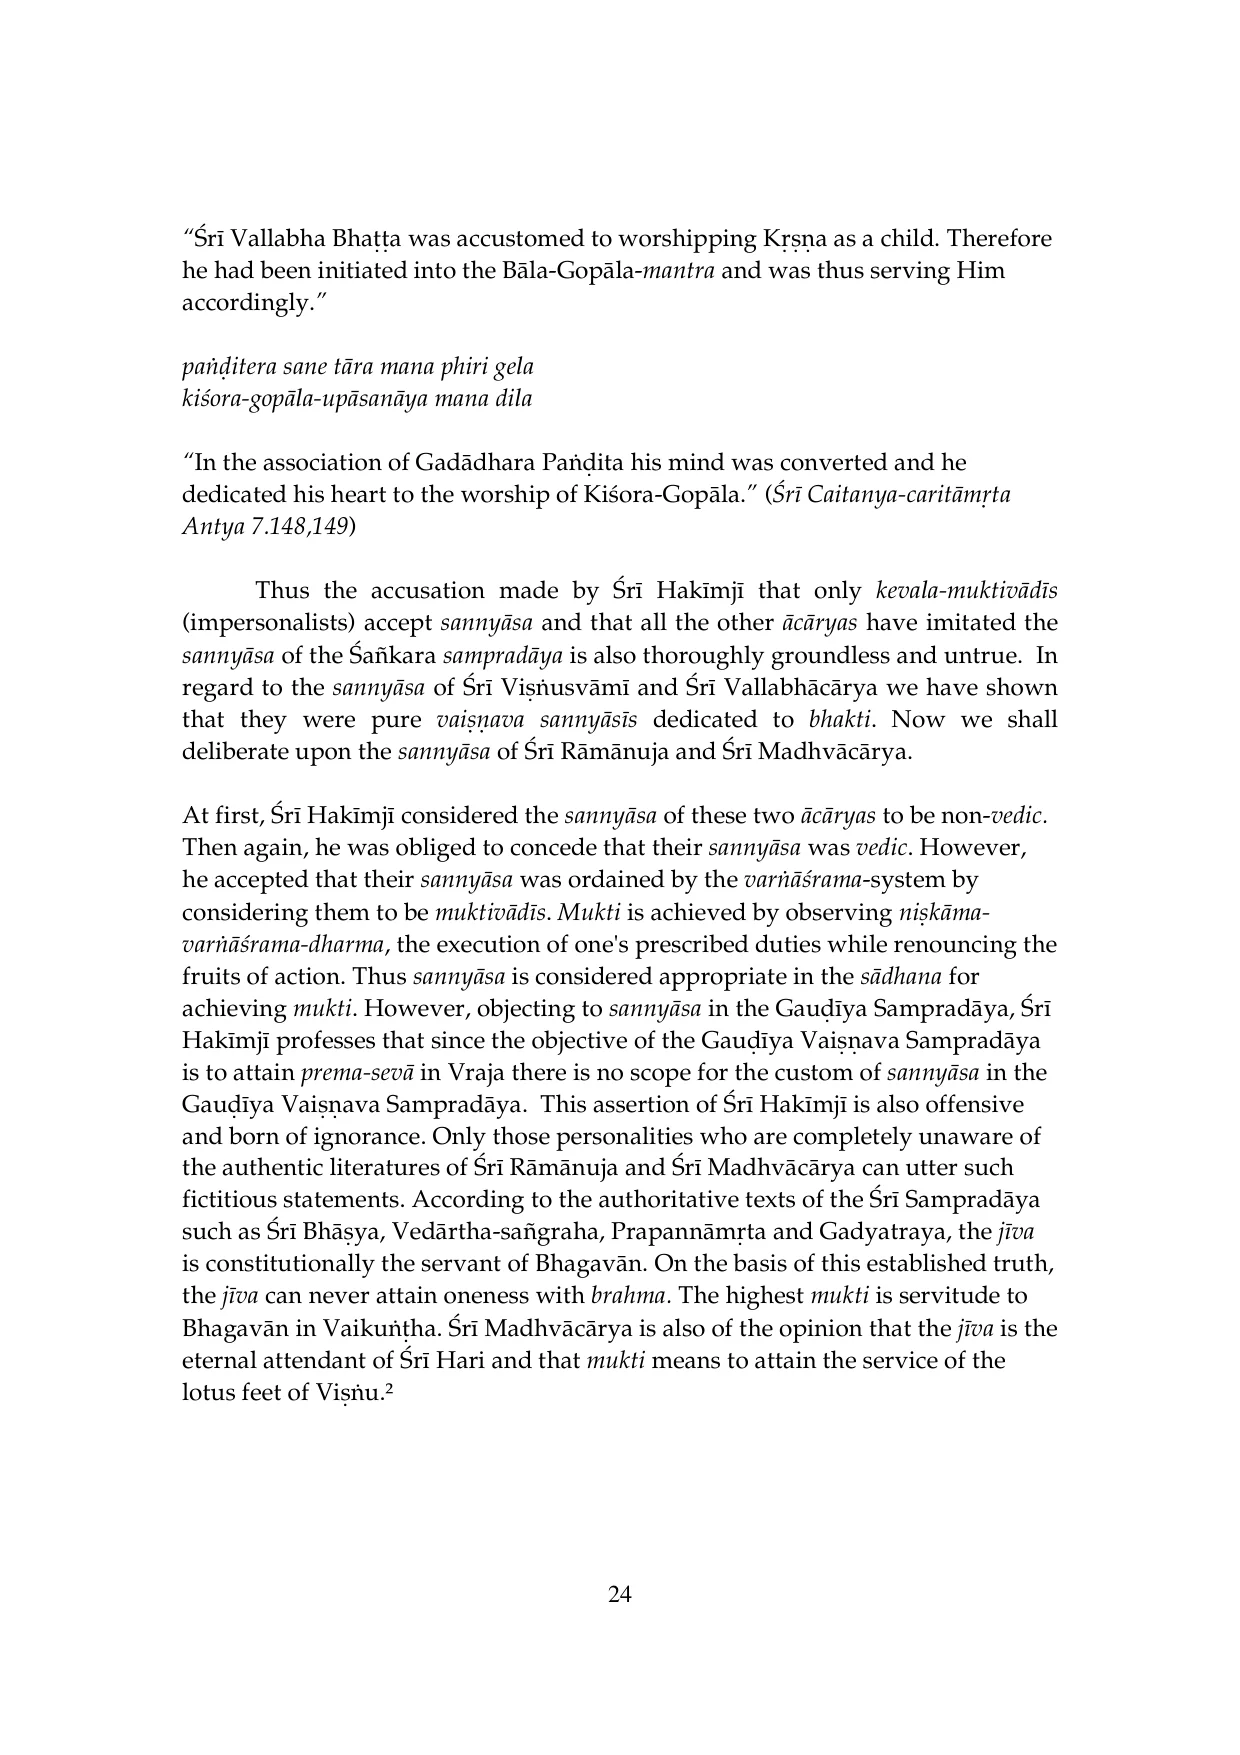 “Śrī Vallabha Bhaṭṭa was accustomed to worshipping Kṛṣṇa as a child. Therefore
he had been initiated into the Bāla-Gopāla-mantra and was thus serving Him
accordingly.”
paṅḍitera sane tāra mana phiri gela
kiśora-gopāla-upāsanāya mana dila
“In the association of Gadādhara Paṅḍita his mind was converted and he
dedicated his heart to the worship of Kiśora-Gopāla.” (Śrī Caitanya-caritāmṛta
Antya 7.148,149)
Thus the accusation made by Śrī Hakīmjī that only kevala-muktivādīs
(impersonalists) accept sannyāsa and that all the other ācāryas have imitated the
sannyāsa of the Śañkara sampradāya is also thoroughly groundless and untrue.  In
regard to the sannyāsa of Śrī Viṣṅusvāmī and Śrī Vallabhācārya we have shown
that they were pure vaiṣṇava sannyāsīs dedicated to bhakti. Now we shall
deliberate upon the sannyāsa of Śrī Rāmānuja and Śrī Madhvācārya.
At first, Śrī Hakīmjī considered the sannyāsa of these two ācāryas to be non-vedic.
Then again, he was obliged to concede that their sannyāsa was vedic. However,
he accepted that their sannyāsa was ordained by the varṅāśrama-system by
considering them to be muktivādīs. Mukti is achieved by observing niṣkāma-
varṅāśrama-dharma, the execution of one's prescribed duties while renouncing the
fruits of action. Thus sannyāsa is considered appropriate in the sādhana for
achieving mukti. However, objecting to sannyāsa in the Gauḍīya Sampradāya, Śrī
Hakīmjī professes that since the objective of the Gauḍīya Vaiṣṇava Sampradāya
is to attain prema-sevā in Vraja there is no scope for the custom of sannyāsa in the
Gauḍīya Vaiṣṇava Sampradāya.  This assertion of Śrī Hakīmjī is also offensive
and born of ignorance. Only those personalities who are completely unaware of
the authentic literatures of Śrī Rāmānuja and Śrī Madhvācārya can utter such
fictitious statements. According to the authoritative texts of the Śrī Sampradāya
such as Śrī Bhāṣya, Vedārtha-sañgraha, Prapannāmṛta and Gadyatraya, the jīva
is constitutionally the servant of Bhagavān. On the basis of this established truth,
the jīva can never attain oneness with brahma. The highest mukti is servitude to
Bhagavān in Vaikuṅṭha. Śrī Madhvācārya is also of the opinion that the jīva is the
eternal attendant of Śrī Hari and that mukti means to attain the service of the
lotus feet of Viṣṅu.²
24